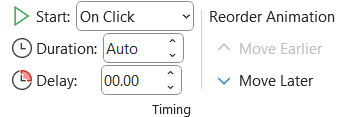 Start: On Click
Duration: Auto
Delay: 00.00
Reorder Animation
Move Earlier
Move Later
Timing